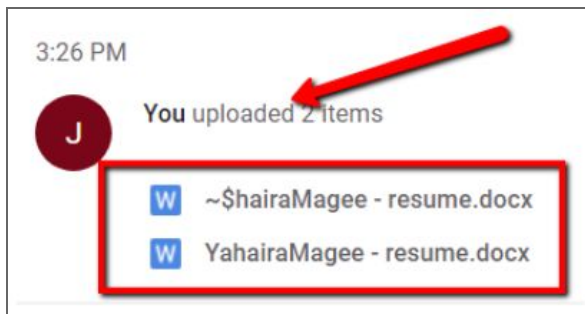 3:26 PM
J
You uploaded 2 items
W ~$hairaMagee - resume.docx
W YahairaMagee - resume.docx